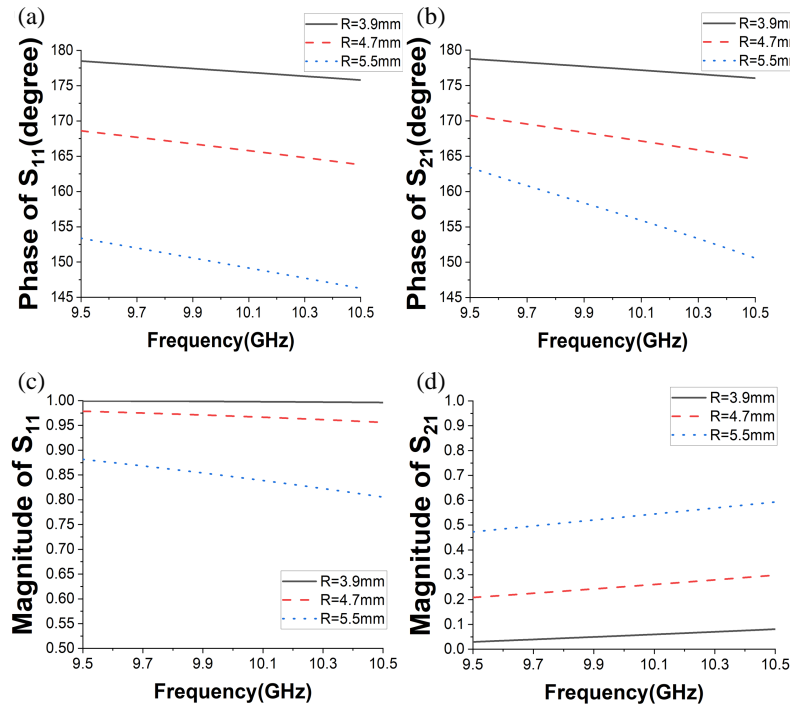 (a)
R=3.9mm
R=4.7mm
R=5.5mm
180
175
170
165
160
155
150
145
9.5 9.7 9.9 10.1 10.3 10.5
Phase of S11(degree)
Frequency(GHz)
(b)
R=3.9mm
R=4.7mm
R=5.5mm
180
175
170
165
160
155
150
145
9.5 9.7 9.9 10.1 10.3 10.5
Phase of S21(degree)
Frequency(GHz)
(c)
1.00
0.95
0.90
0.85
0.80
0.75
0.70
0.65
0.60
0.55
0.50
R=3.9mm
R=4.7mm
R=5.5mm
9.5 9.7 9.9 10.1 10.3 10.5
Magnitude of S11
Frequency(GHz)
(d)
R=3.9mm
R=4.7mm
R=5.5mm
1.0
0.9
0.8
0.7
0.6
0.5
0.4
0.3
0.2
0.1
0.0
9.5 9.7 9.9 10.1 10.3 10.5
Magnitude of S21
Frequency(GHz)